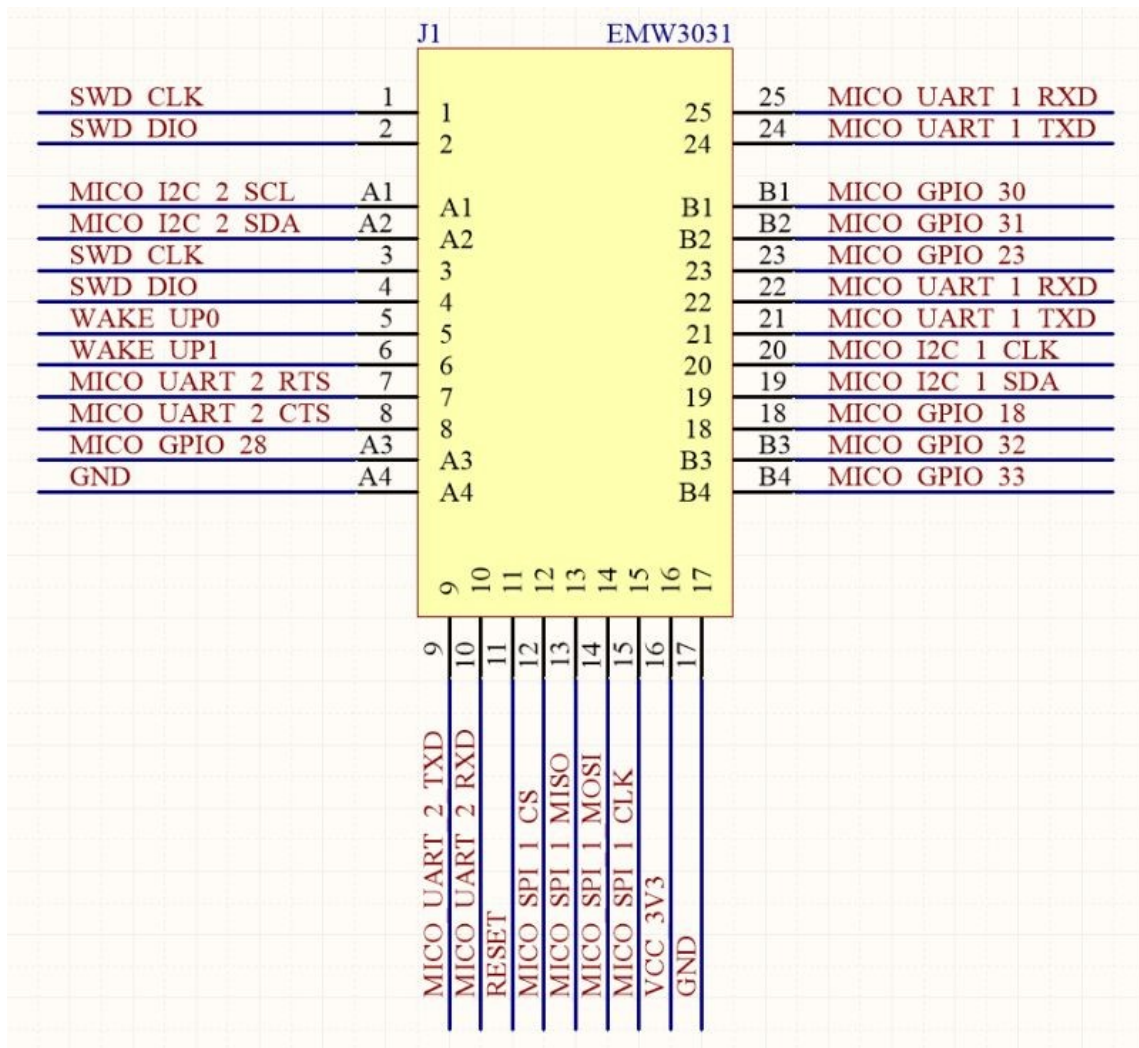 J1 EMW3031
SWD CLK 1 1 25 25 MICO UART 1 RXD
SWD DIO 2 2 24 24 MICO UART 1 TXD
MICO I2C 2 SCL A1 A1 B1 B1 MICO GPIO 30
MICO I2C 2 SDA A2 A2 B2 B2 MICO GPIO 31
SWD CLK 3 3 23 23 MICO GPIO 23
SWD DIO 4 4 22 22 MICO UART 1 RXD
WAKE UP0 5 5 21 21 MICO UART 1 TXD
WAKE UP1 6 6 20 20 MICO I2C 1 CLK
MICO UART 2 RTS 7 7 19 19 MICO I2C 1 SDA
MICO UART 2 CTS 8 8 18 18 MICO GPIO 18
MICO GPIO 28 A3 A3 B3 B3 MICO GPIO 32
GND A4 A4 B4 B4 MICO GPIO 33
9 10 11 12 13 14 15 16 17
9 10 11 12 13 14 15 16 17
MICO UART 2 TXD
MICO UART 2 RXD
RESET
MICO SPI 1 CS
MICO SPI 1 MISO
MICO SPI 1 MOSI
MICO SPI 1 CLK
VCC 3V3
GND